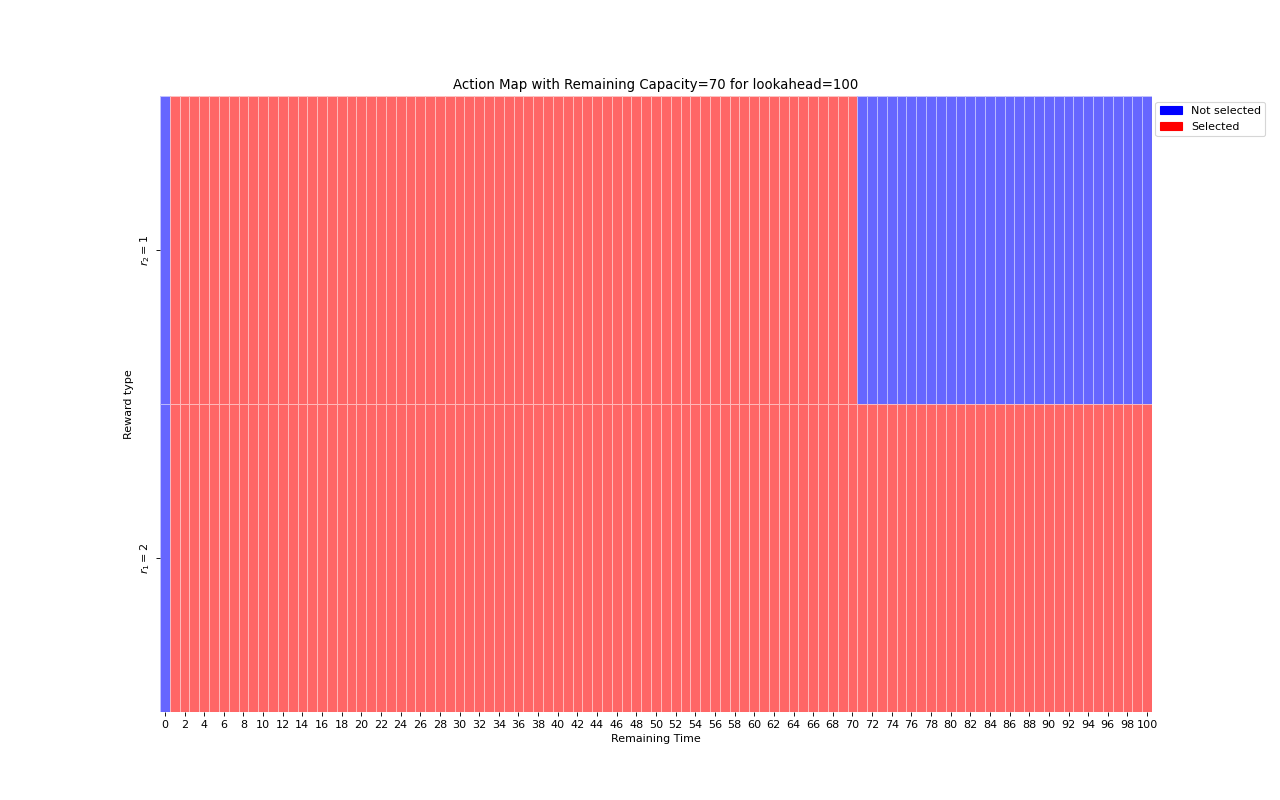 Action Map with Remaining Capacity=70 for lookahead=100
Not selected
Selected
r₂ = 1
Reward type
r₁ = 2
0 2 4 6 8 10 12 14 16 18 20 22 24 26 28 30 32 34 36 38 40 42 44 46 48 50 52 54 56 58 60 62 64 66 68 70 72 74 76 78 80 82 84 86 88 90 92 94 96 98 100
Remaining Time